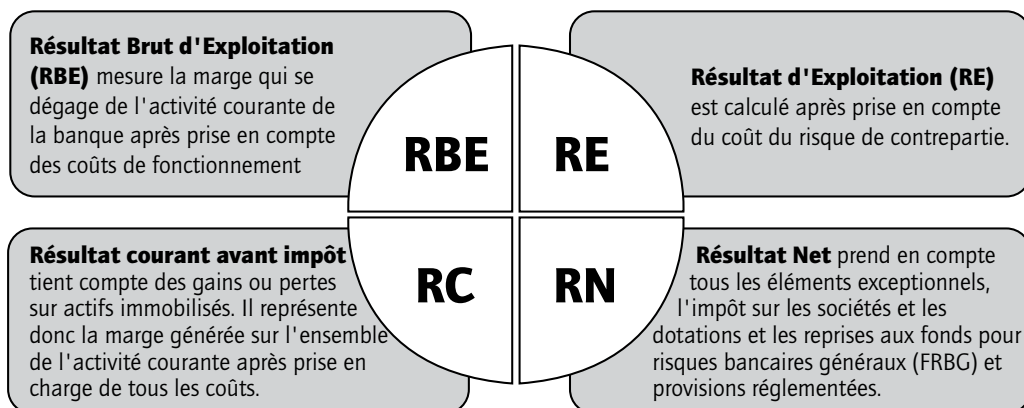 Résultat Brut d'Exploitation
(RBE) mesure la marge qui se
dégage de l'activité courante de
la banque après prise en compte
des coûts de fonctionnement
RBE
Résultat d'Exploitation (RE)
est calculé après prise en compte
du coût du risque de contrepartie.
RE
Résultat courant avant impôt
tient compte des gains ou pertes
sur actifs immobilisés. Il représente
donc la marge générée sur l'ensemble
de l'activité courante après prise en
charge de tous les coûts.
RC
Résultat Net prend en compte
tous les éléments exceptionnels,
l'impôt sur les sociétés et les
dotations et les reprises aux fonds pour
risques bancaires généraux (FRBG) et
provisions réglementées.
RN